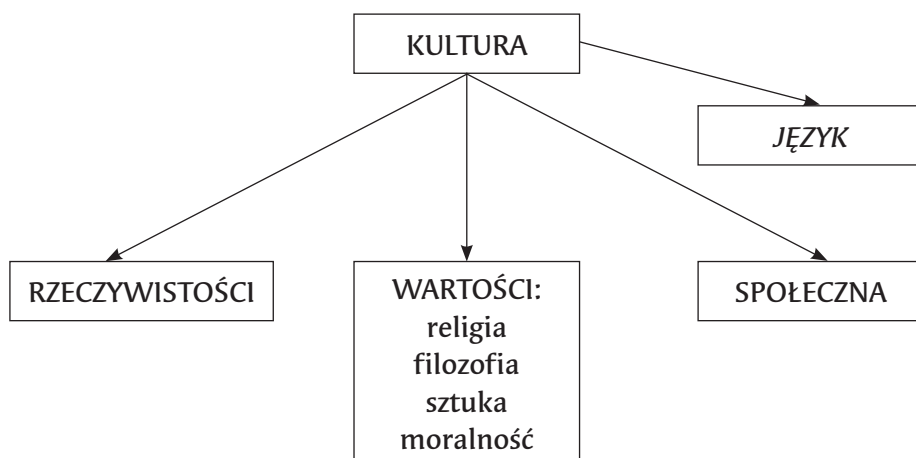 KULTURA
JĘZYK
RZECZYWISTOŚCI
WARTOŚCI:
religia
filozofia
sztuka
moralność
SPOŁECZNA